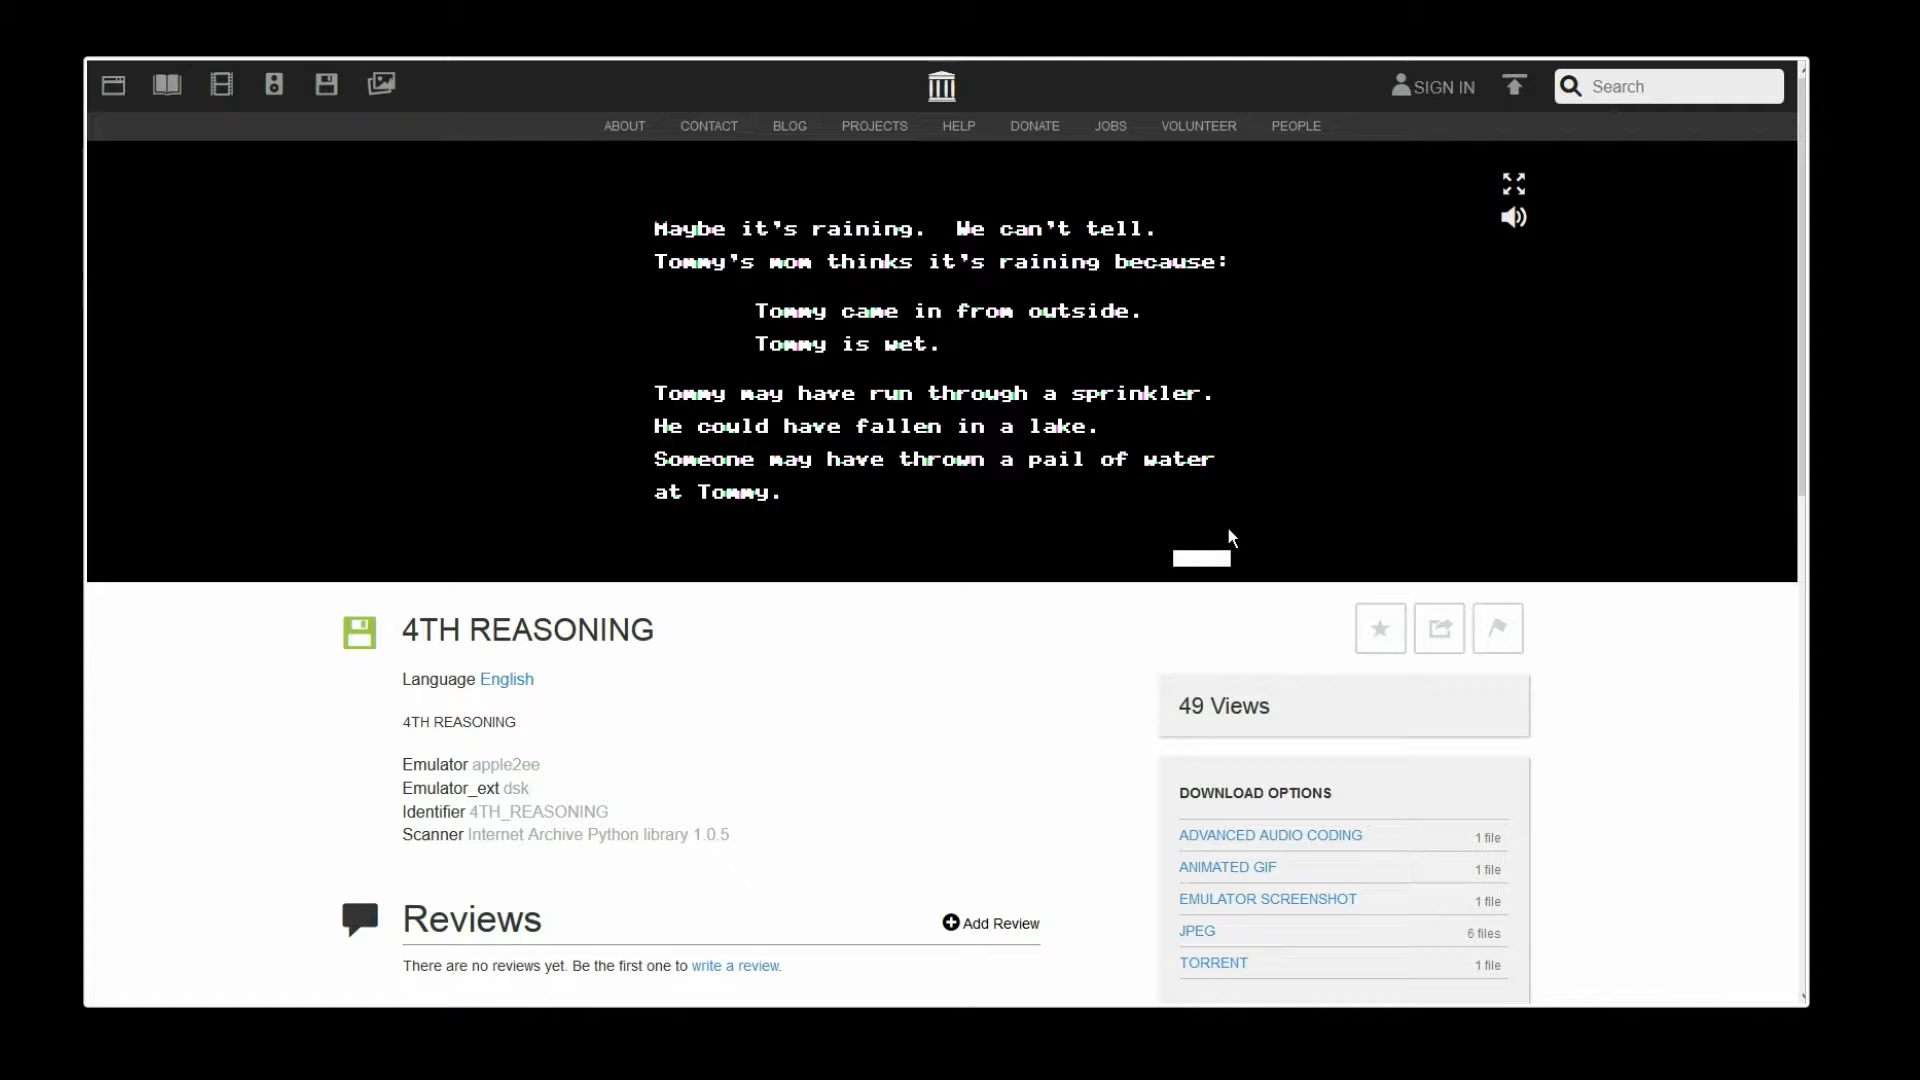 SIGN IN
Search
ABOUT CONTACT BLOG PROJECTS HELP DONATE JOBS VOLUNTEER PEOPLE
Maybe it's raining. We can't tell.
Tommy's mom thinks it's raining because:
Tommy came in from outside.
Tommy is wet.
Tommy may have run through a sprinkler.
He could have fallen in a lake.
Someone may have thrown a pail of water
at Tommy.
4TH REASONING
Language English
4TH REASONING
Emulator apple2ee
Emulator_ext dsk
Identifier 4TH_REASONING
Scanner Internet Archive Python library 1.0.5
Reviews
Add Review
There are no reviews yet. Be the first one to write a review.
49 Views
DOWNLOAD OPTIONS
ADVANCED AUDIO CODING 1 file
ANIMATED GIF 1 file
EMULATOR SCREENSHOT 1 file
JPEG 6 files
TORRENT 1 file